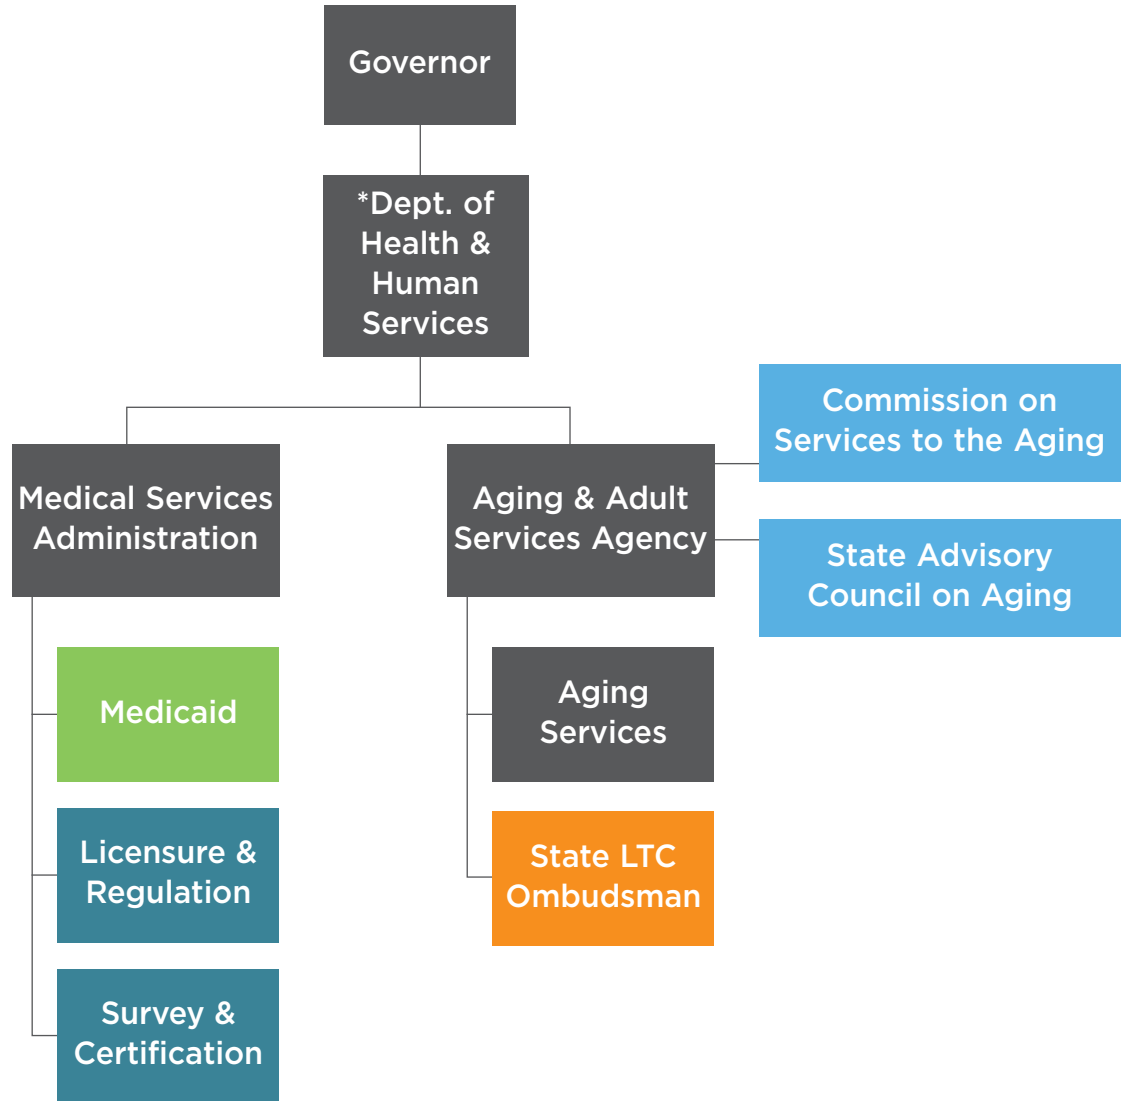 Governor
*Dept. of
Health &
Human
Services
Commission on
Services to the Aging
Medical Services
Administration
Aging & Adult
Services Agency
State Advisory
Council on Aging
Medicaid
Aging
Services
Licensure &
Regulation
State LTC
Ombudsman
Survey &
Certification